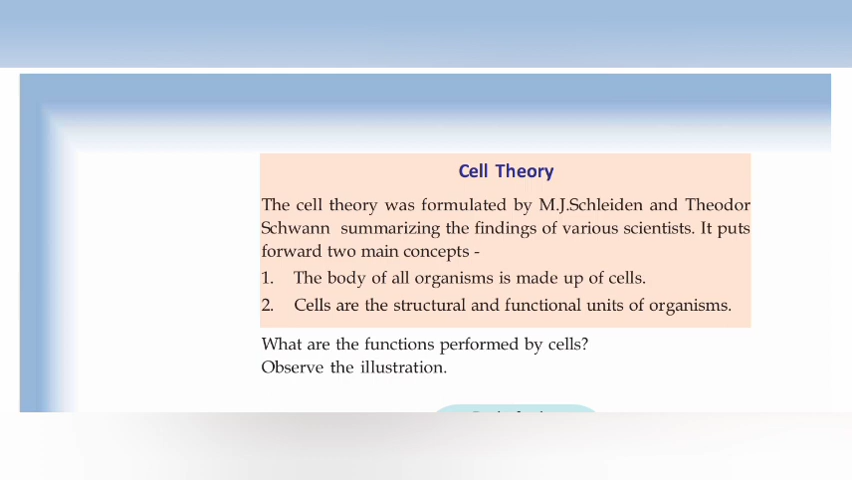 Cell Theory
The cell theory was formulated by M.J.Schleiden and Theodor
Schwann summarizing the findings of various scientists. It puts
forward two main concepts -
1. The body of all organisms is made up of cells.
2. Cells are the structural and functional units of organisms.
What are the functions performed by cells?
Observe the illustration.